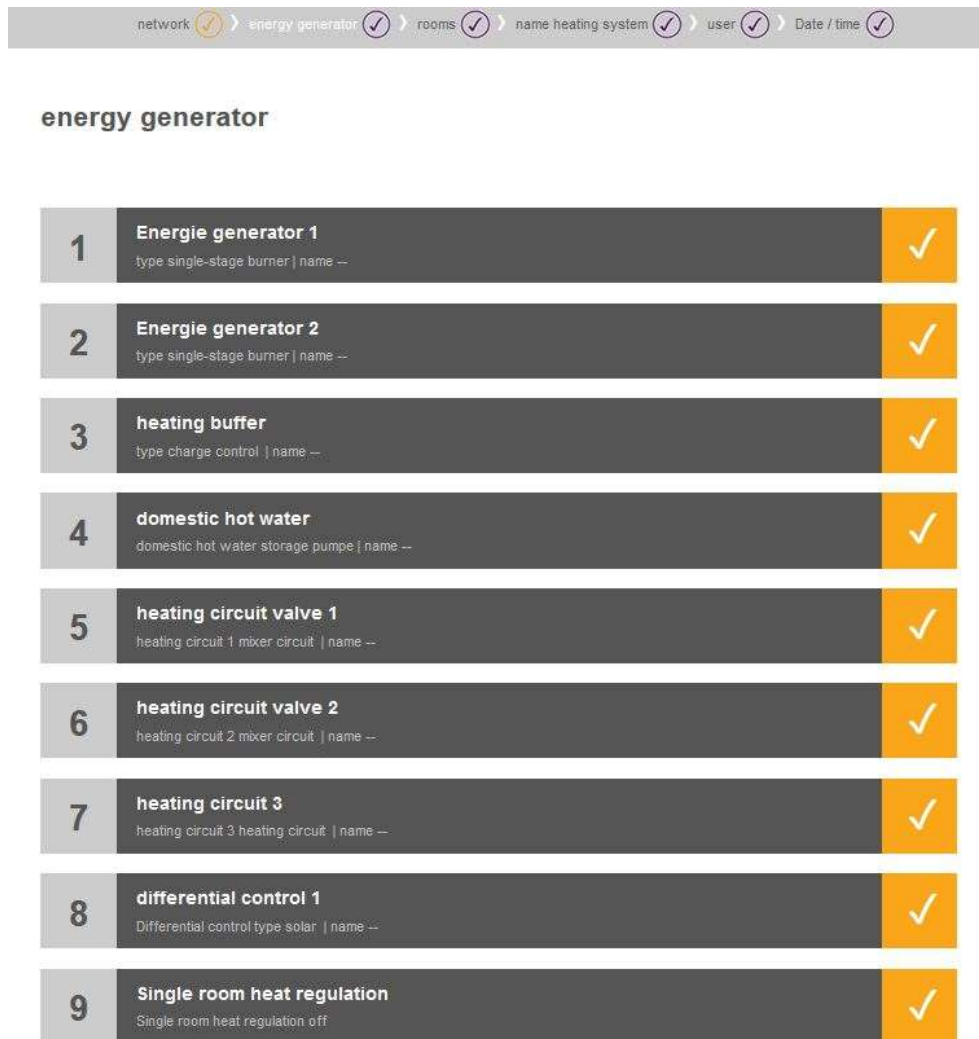 network energy generator rooms name heating system user Date / time
energy generator
1
Energie generator 1
type single-stage burner | name --
2
Energie generator 2
type single-stage burner | name --
3
heating buffer
type charge control | name --
4
domestic hot water
domestic hot water storage pumpe | name --
5
heating circuit valve 1
heating circuit 1 mixer circuit | name --
6
heating circuit valve 2
heating circuit 2 mixer circuit | name --
7
heating circuit 3
heating circuit 3 heating circuit | name --
8
differential control 1
Differential control type solar | name --
9
Single room heat regulation
Single room heat regulation off